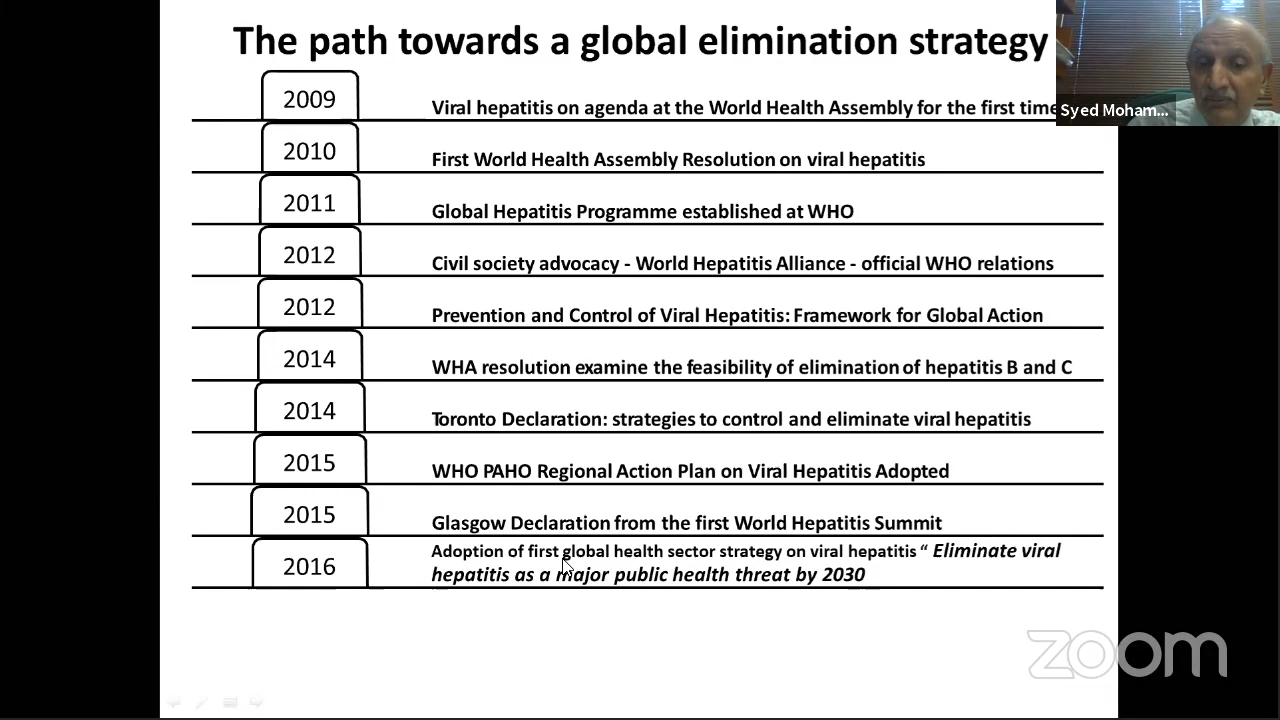 The path towards a global elimination strategy
Syed Moham...
2009
Viral hepatitis on agenda at the World Health Assembly for the first time
2010
First World Health Assembly Resolution on viral hepatitis
2011
Global Hepatitis Programme established at WHO
2012
Civil society advocacy - World Hepatitis Alliance - official WHO relations
2012
Prevention and Control of Viral Hepatitis: Framework for Global Action
2014
WHA resolution examine the feasibility of elimination of hepatitis B and C
2014
Toronto Declaration: strategies to control and eliminate viral hepatitis
2015
WHO PAHO Regional Action Plan on Viral Hepatitis Adopted
2015
Glasgow Declaration from the first World Hepatitis Summit
2016
Adoption of first global health sector strategy on viral hepatitis “ Eliminate viral
hepatitis as a major public health threat by 2030
zoom